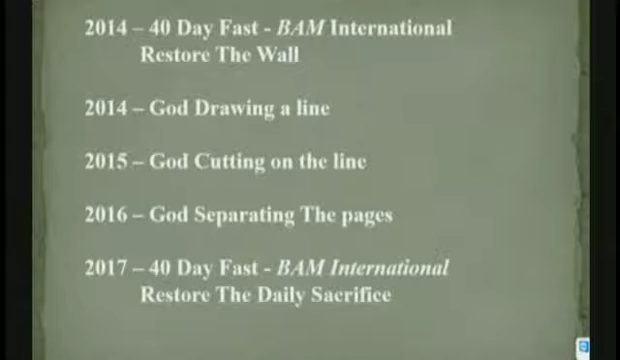 2014 – 40 Day Fast - BAM International
Restore The Wall
2014 – God Drawing a line
2015 – God Cutting on the line
2016 – God Separating The pages
2017 – 40 Day Fast - BAM International
Restore The Daily Sacrifice